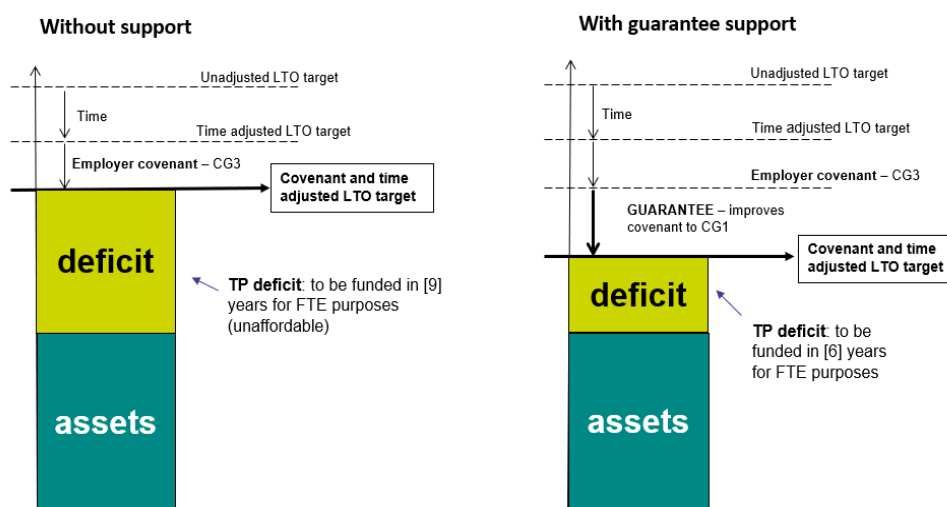 Without support
Unadjusted LTO target
Time
Time adjusted LTO target
Employer covenant – CG3
Covenant and time
adjusted LTO target
deficit
TP deficit: to be funded in [9]
years for FTE purposes
(unaffordable)
assets
With guarantee support
Unadjusted LTO target
Time
Time adjusted LTO target
Employer covenant – CG3
GUARANTEE – improves
covenant to CG1
Covenant and time
adjusted LTO target
deficit
TP deficit: to be
funded in [6] years
for FTE purposes
assets